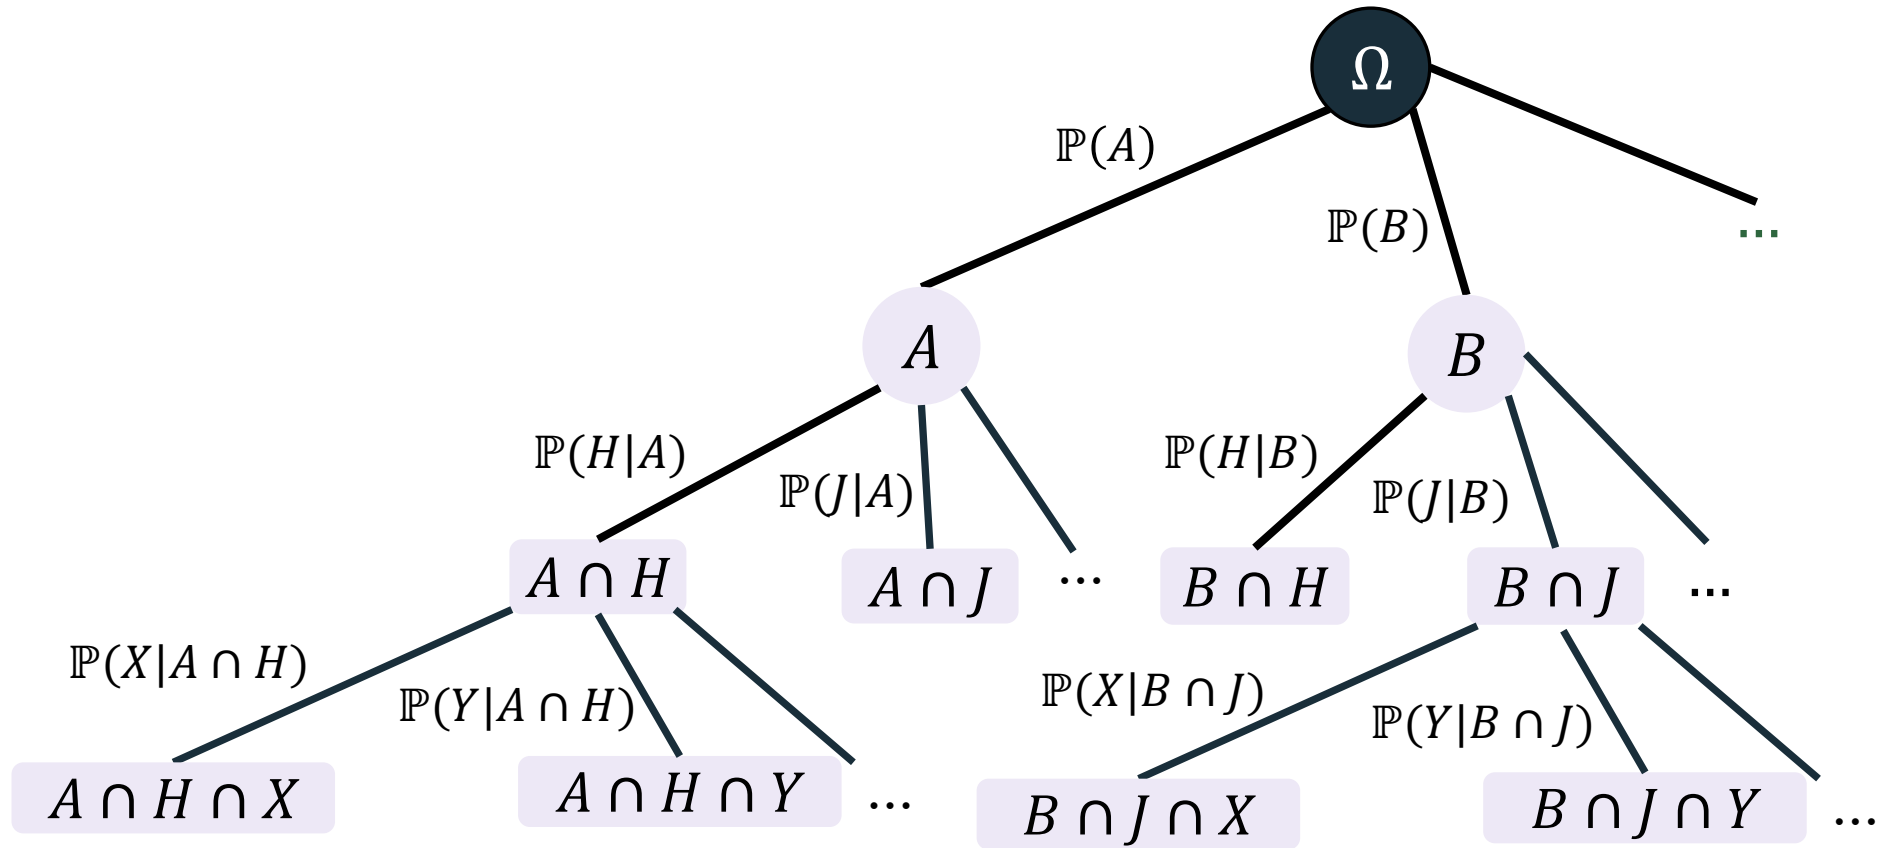 Ω
ℙ(A)
ℙ(B)
...
A
B
ℙ(H|A)
ℙ(J|A)
ℙ(H|B)
ℙ(J|B)
A ∩ H
A ∩ J
...
B ∩ H
B ∩ J
...
ℙ(X|A ∩ H)
ℙ(Y|A ∩ H)
ℙ(X|B ∩ J)
ℙ(Y|B ∩ J)
A ∩ H ∩ X
A ∩ H ∩ Y
...
B ∩ J ∩ X
B ∩ J ∩ Y
...